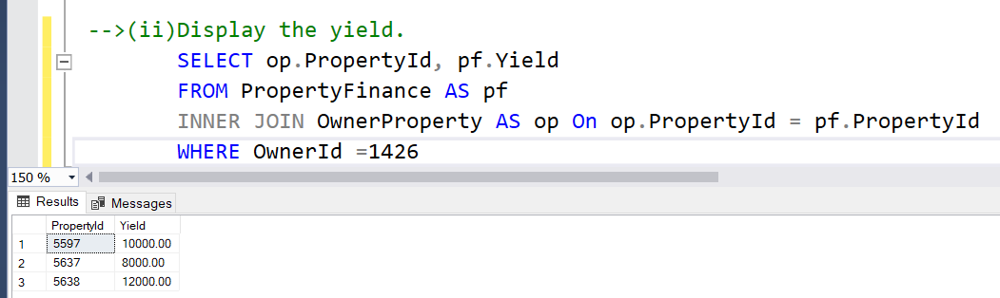 -->(ii)Display the yield.
SELECT op.PropertyId, pf.Yield
FROM PropertyFinance AS pf
INNER JOIN OwnerProperty AS op On op.PropertyId = pf.PropertyId
WHERE OwnerId =1426
150 %
Results Messages
PropertyId Yield
1 5597 10000.00
2 5637 8000.00
3 5638 12000.00